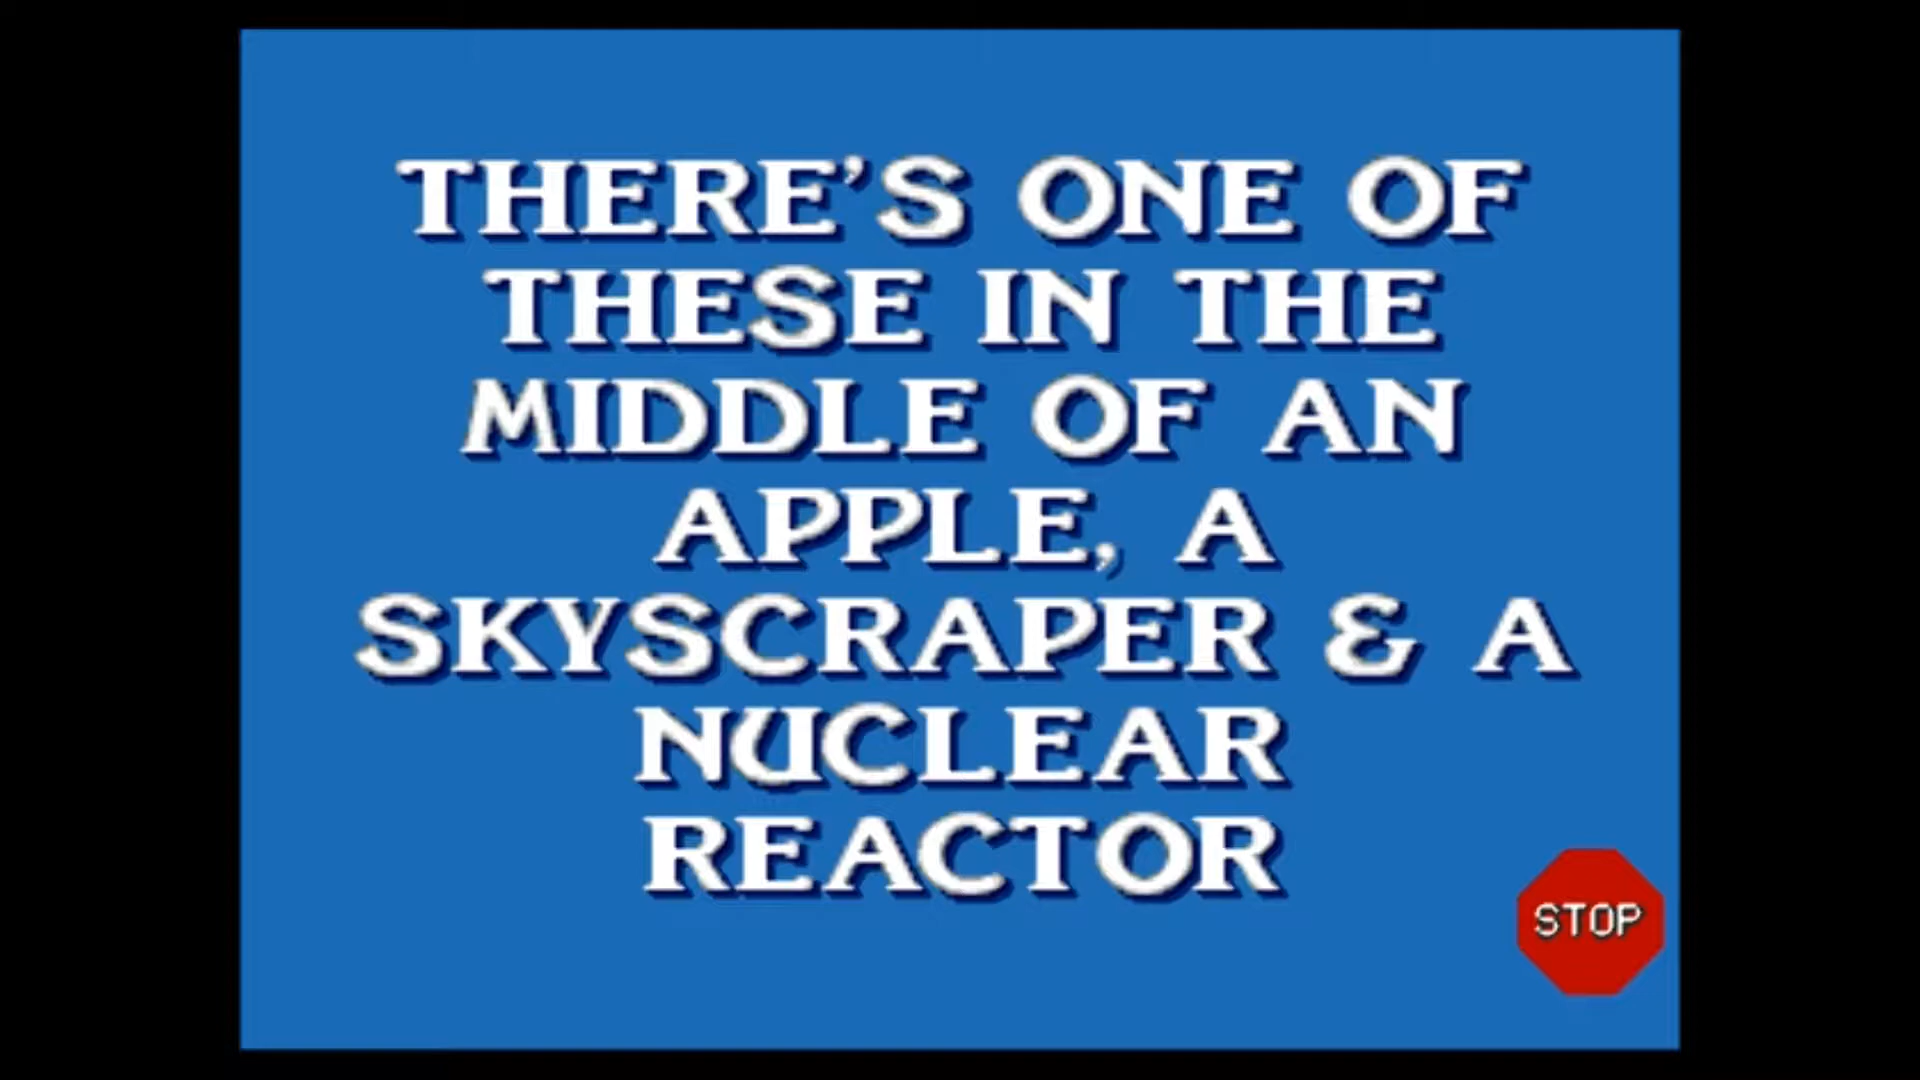 THERE'S ONE OF
THESE IN THE
MIDDLE OF AN
APPLE, A
SKYSCRAPER & A
NUCLEAR
REACTOR
STOP